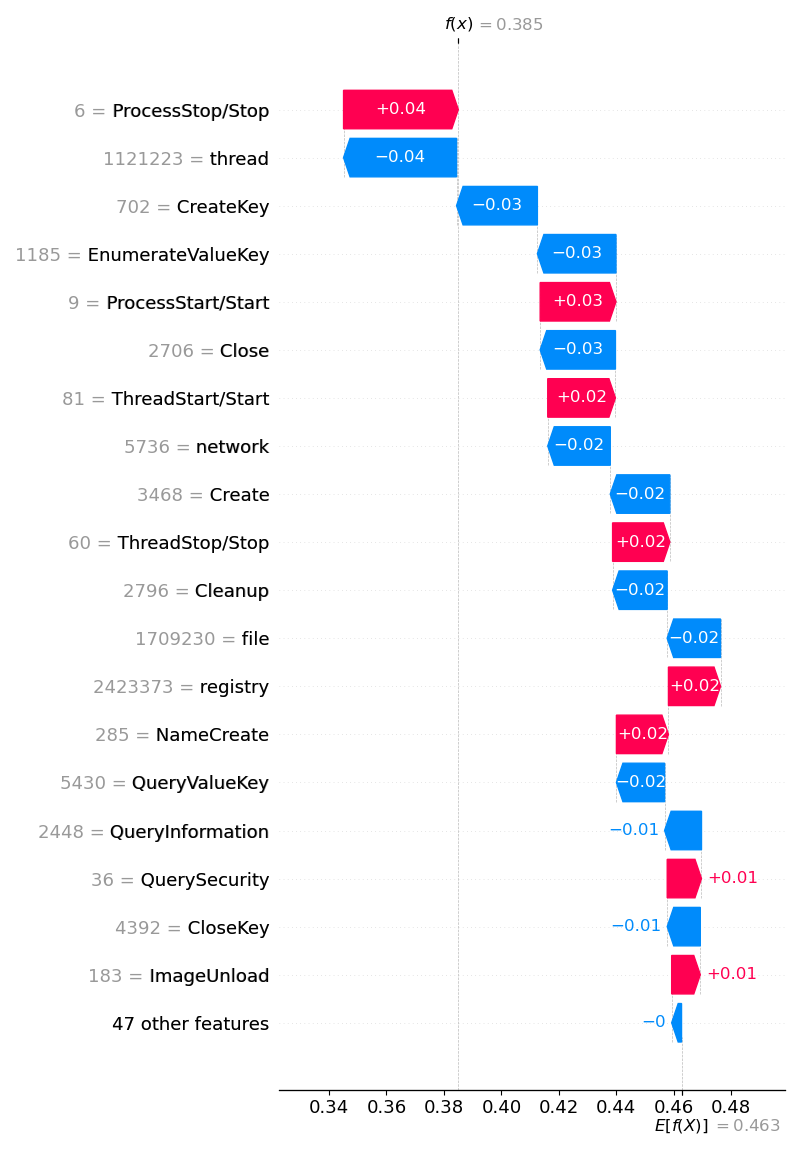 f(x) = 0.385
6 = ProcessStop/Stop +0.04
1121223 = thread −0.04
702 = CreateKey −0.03
1185 = EnumerateValueKey −0.03
9 = ProcessStart/Start +0.03
2706 = Close −0.03
81 = ThreadStart/Start +0.02
5736 = network −0.02
3468 = Create −0.02
60 = ThreadStop/Stop +0.02
2796 = Cleanup −0.02
1709230 = file −0.02
2423373 = registry +0.02
285 = NameCreate +0.02
5430 = QueryValueKey −0.02
2448 = QueryInformation −0.01
36 = QuerySecurity +0.01
4392 = CloseKey −0.01
183 = ImageUnload +0.01
47 other features −0
0.34 0.36 0.38 0.40 0.42 0.44 0.46 0.48
E[f(X)] = 0.463